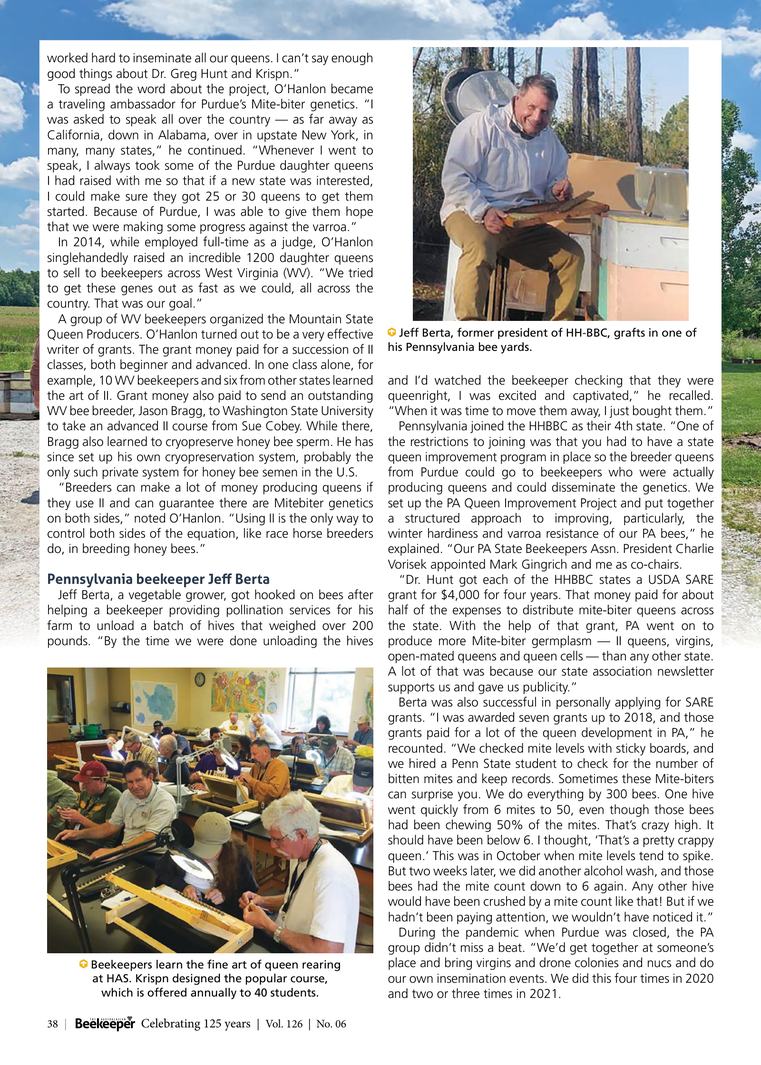 worked hard to inseminate all our queens. I can't say enough
good things about Dr. Greg Hunt and Krispn."
To spread the word about the project, O'Hanlon became
a traveling ambassador for Purdue's Mite-biter genetics. "I
was asked to speak all over the country — as far away as
California, down in Alabama, over in upstate New York, in
many, many states," he continued. "Whenever I went to
speak, I always took some of the Purdue daughter queens
I had raised with me so that if a new state was interested,
I could make sure they got 25 or 30 queens to get them
started. Because of Purdue, I was able to give them hope
that we were making some progress against the varroa."
In 2014, while employed full-time as a judge, O'Hanlon
singlehandedly raised an incredible 1200 daughter queens
to sell to beekeepers across West Virginia (WV). "We tried
to get these genes out as fast as we could, all across the
country. That was our goal."
A group of WV beekeepers organized the Mountain State
Queen Producers. O'Hanlon turned out to be a very effective
writer of grants. The grant money paid for a succession of II
classes, both beginner and advanced. In one class alone, for
example, 10 WV beekeepers and six from other states learned
the art of II. Grant money also paid to send an outstanding
WV bee breeder, Jason Bragg, to Washington State University
to take an advanced II course from Sue Cobey. While there,
Bragg also learned to cryopreserve honey bee sperm. He has
since set up his own cryopreservation system, probably the
only such private system for honey bee semen in the U.S.
"Breeders can make a lot of money producing queens if
they use II and can guarantee there are Mitebiter genetics
on both sides," noted O'Hanlon. "Using II is the only way to
control both sides of the equation, like race horse breeders
do, in breeding honey bees."
Pennsylvania beekeeper Jeff Berta
Jeff Berta, a vegetable grower, got hooked on bees after
helping a beekeeper providing pollination services for his
farm to unload a batch of hives that weighed over 200
pounds. "By the time we were done unloading the hives
Beekeepers learn the fine art of queen rearing
at HAS. Krispn designed the popular course,
which is offered annually to 40 students.
Jeff Berta, former president of HH-BBC, grafts in one of
his Pennsylvania bee yards.
and I'd watched the beekeeper checking that they were
queenright, I was excited and captivated," he recalled.
"When it was time to move them away, I just bought them."
Pennsylvania joined the HHBBC as their 4th state. "One of
the restrictions to joining was that you had to have a state
queen improvement program in place so the breeder queens
from Purdue could go to beekeepers who were actually
producing queens and could disseminate the genetics. We
set up the PA Queen Improvement Project and put together
a structured approach to improving, particularly, the
winter hardiness and varroa resistance of our PA bees," he
explained. "Our PA State Beekeepers Assn. President Charlie
Vorisek appointed Mark Gingrich and me as co-chairs.
"Dr. Hunt got each of the HHBBC states a USDA SARE
grant for $4,000 for four years. That money paid for about
half of the expenses to distribute mite-biter queens across
the state. With the help of that grant, PA went on to
produce more Mite-biter germplasm — II queens, virgins,
open-mated queens and queen cells — than any other state.
A lot of that was because our state association newsletter
supports us and gave us publicity."
Berta was also successful in personally applying for SARE
grants. "I was awarded seven grants up to 2018, and those
grants paid for a lot of the queen development in PA," he
recounted. "We checked mite levels with sticky boards, and
we hired a Penn State student to check for the number of
bitten mites and keep records. Sometimes these Mite-biters
can surprise you. We do everything by 300 bees. One hive
went quickly from 6 mites to 50, even though those bees
had been chewing 50% of the mites. That's crazy high. It
should have been below 6. I thought, 'That's a pretty crappy
queen.' This was in October when mite levels tend to spike.
But two weeks later, we did another alcohol wash, and those
bees had the mite count down to 6 again. Any other hive
would have been crushed by a mite count like that! But if we
hadn't been paying attention, we wouldn't have noticed it."
During the pandemic when Purdue was closed, the PA
group didn't miss a beat. "We'd get together at someone's
place and bring virgins and drone colonies and nucs and do
our own insemination events. We did this four times in 2020
and two or three times in 2021.
38 | Beekeeper Celebrating 125 years | Vol. 126 | No. 06